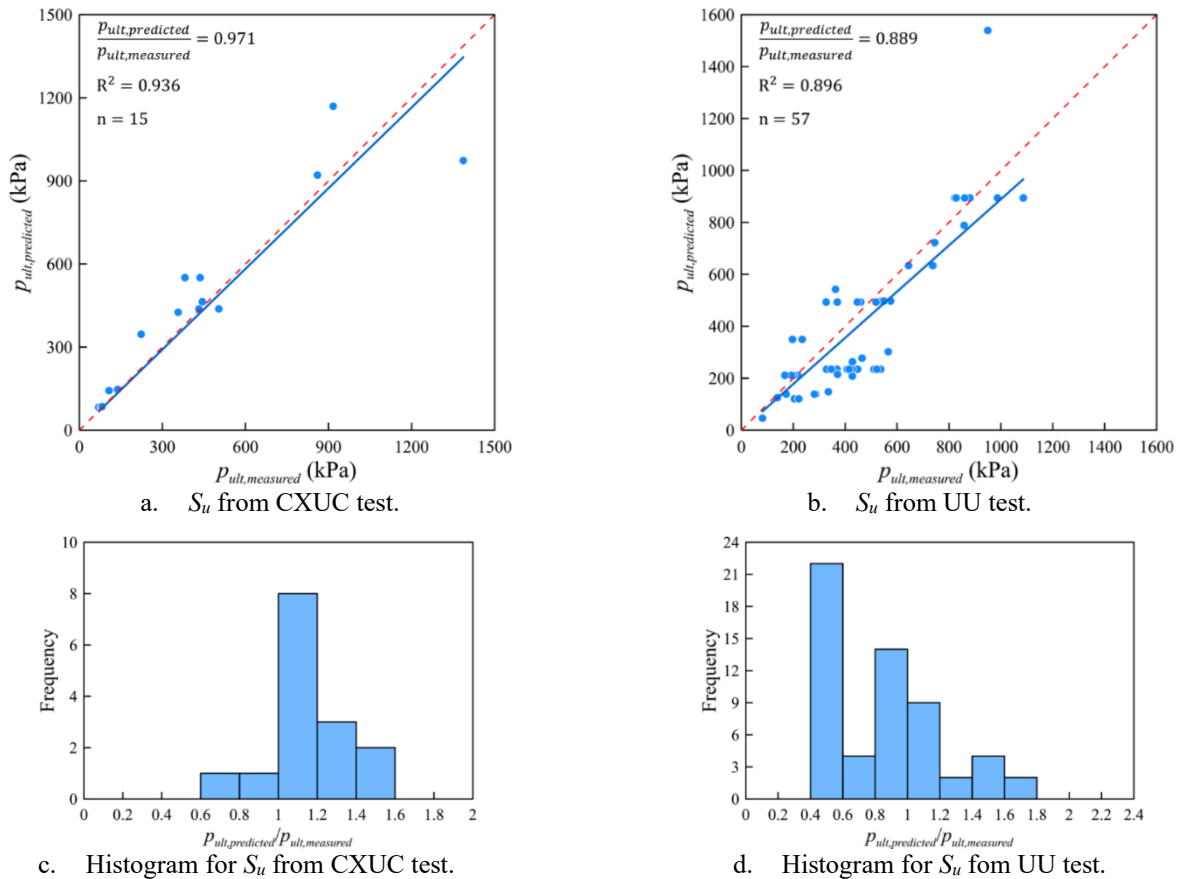 1500
1200
900
600
300
0
p_ult,predicted (kPa)
p_ult,predicted
p_ult,measured = 0.971
R² = 0.936
n = 15
0 300 600 900 1200 1500
p_ult,measured (kPa)
a. S_u from CXUC test.
1600
1400
1200
1000
800
600
400
200
0
p_ult,predicted (kPa)
p_ult,predicted
p_ult,measured = 0.889
R² = 0.896
n = 57
0 200 400 600 800 1000 1200 1400 1600
p_ult,measured (kPa)
b. S_u from UU test.
10
8
6
4
2
0
Frequency
0 0.2 0.4 0.6 0.8 1 1.2 1.4 1.6 1.8 2
p_ult,predicted/p_ult,measured
c. Histogram for S_u from CXUC test.
24
21
18
15
12
9
6
3
0
Frequency
0 0.2 0.4 0.6 0.8 1 1.2 1.4 1.6 1.8 2 2.2 2.4
p_ult,predicted/p_ult,measured
d. Histogram for S_u fom UU test.